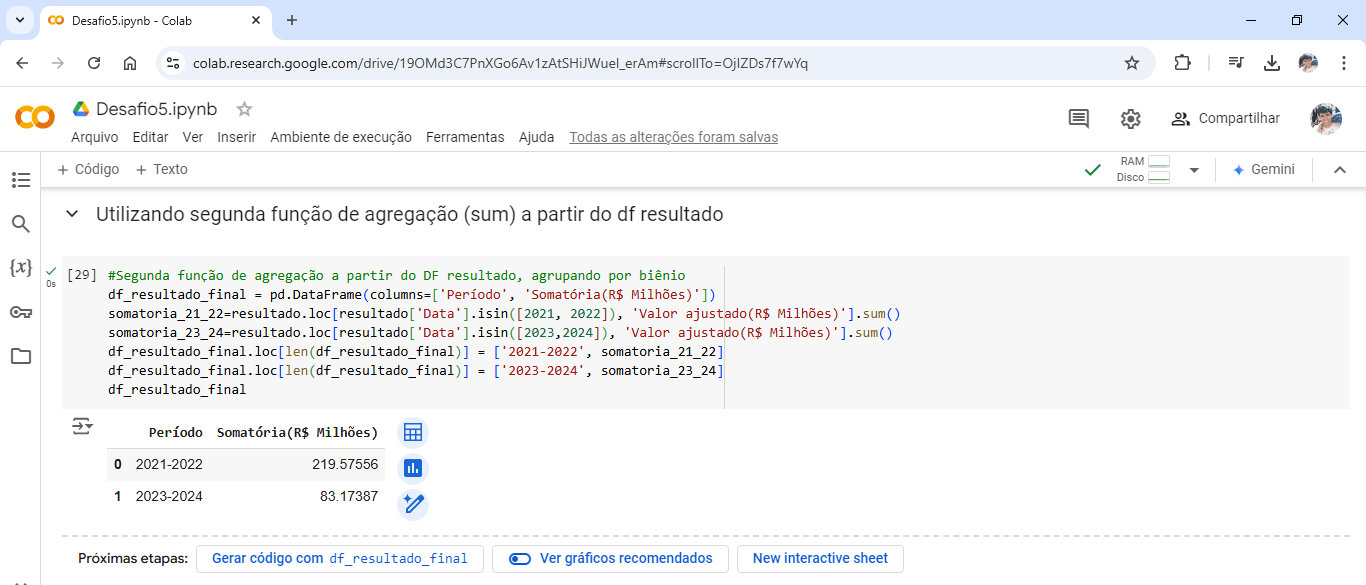 Desafio5.ipynb - Colab
colab.research.google.com/drive/19OMd3C7PnXGo6Av1zAtSHiJWueI_erAm#scrollTo=OjIZDs7f7wYq
Desafio5.ipynb
Arquivo Editar Ver Inserir Ambiente de execução Ferramentas Ajuda Todas as alterações foram salvas
Compartilhar
+ Código + Texto
RAM
Disco
Gemini
Utilizando segunda função de agregação (sum) a partir do df resultado
{x}
0s
[29] #Segunda função de agregação a partir do DF resultado, agrupando por biênio
df_resultado_final = pd.DataFrame(columns=['Período', 'Somatória(R$ Milhões)'])
somatoria_21_22=resultado.loc[resultado['Data'].isin([2021, 2022]), 'Valor ajustado(R$ Milhões)'].sum()
somatoria_23_24=resultado.loc[resultado['Data'].isin([2023,2024]), 'Valor ajustado(R$ Milhões)'].sum()
df_resultado_final.loc[len(df_resultado_final)] = ['2021-2022', somatoria_21_22]
df_resultado_final.loc[len(df_resultado_final)] = ['2023-2024', somatoria_23_24]
df_resultado_final
Período Somatória(R$ Milhões)
0 2021-2022 219.57556
1 2023-2024 83.17387
Próximas etapas: Gerar código com df_resultado_final Ver gráficos recomendados New interactive sheet